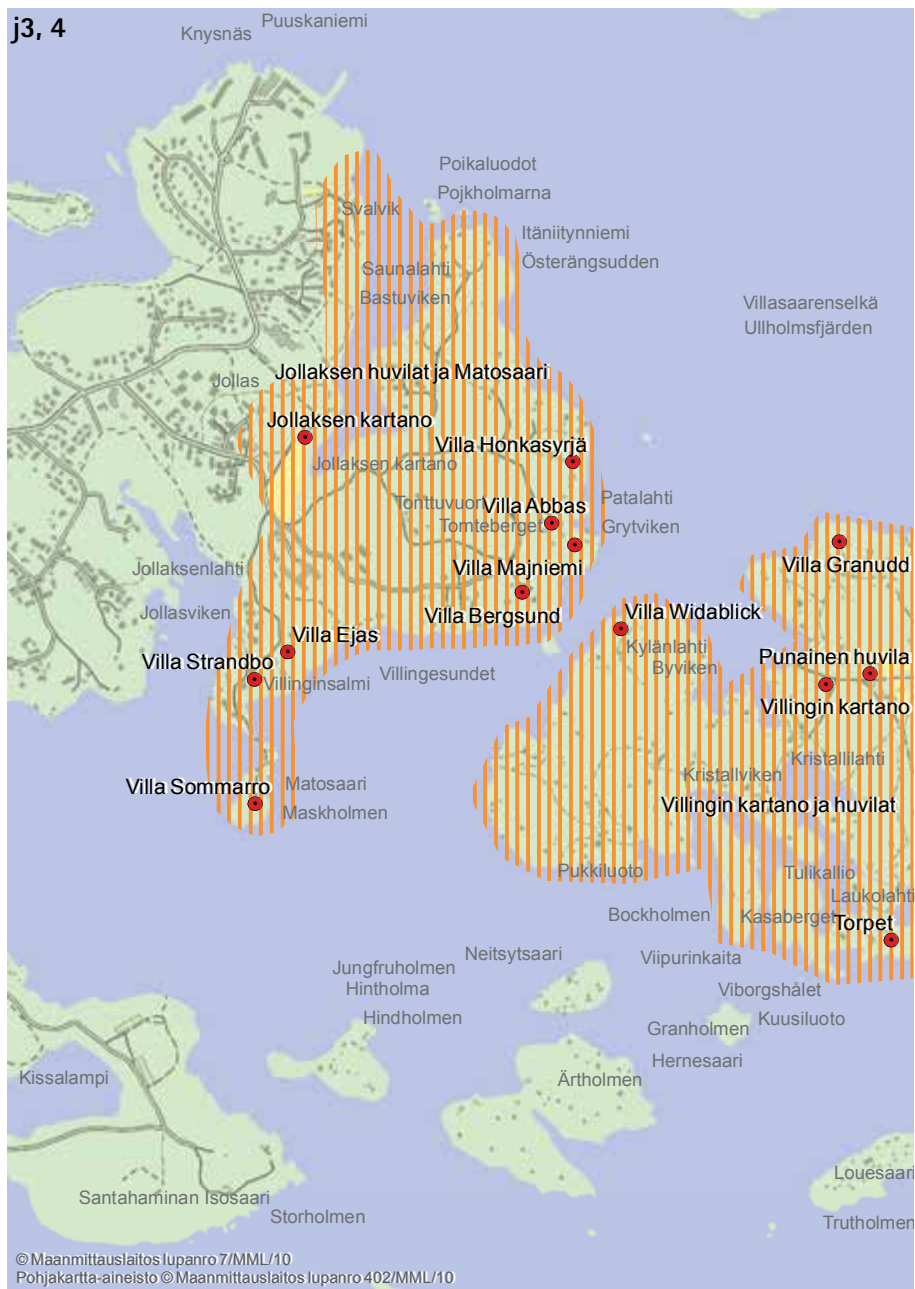 j3, 4
Puuskaniemi
Knysnäs
Poikaluodot
Pojkholmarna
Svalvik
Itäniitynniemi
Österängsudden
Saunalahti
Bastuviken
Villasaarenselkä
Ullholmsfjärden
Jollaksen huvilat ja Matosaari
Jollas
Jollaksen kartano
Villa Honkasyrjä
Jollaksen kartano
Tonttuvuori
Villa Abbas
Patalahti
Tomteberget
Grytviken
Villa Granudd
Jollaksenlahti
Villa Majniemi
Jollasviken
Villa Bergsund
Villa Widablick
Villa Ejas
Kylänlahti
Byviken
Villa Strandbo
Punainen huvila
Villinginsalmi
Villingesundet
Villingin kartano
Kristallilahti
Kristallviken
Villa Sommarro
Matosaari
Maskholmen
Villingin kartano ja huvilat
Pukkiluoto
Tulikallio
Laukolahti
Bockholmen
Kasaberget
Torpet
Neitsytsaari
Viipurinkaita
Jungfruholmen
Hintholma
Viborgshålet
Hindholmen
Kuusiluoto
Granholmen
Hernesaari
Kissalampi
Ärtholmen
Louesaari
Santahaminan Isosaari
Storholmen
Trutholmen
© Maanmittauslaitos lupanro 7/MML/10
Pohjakartta-aineisto © Maanmittauslaitos lupanro 402/MML/10